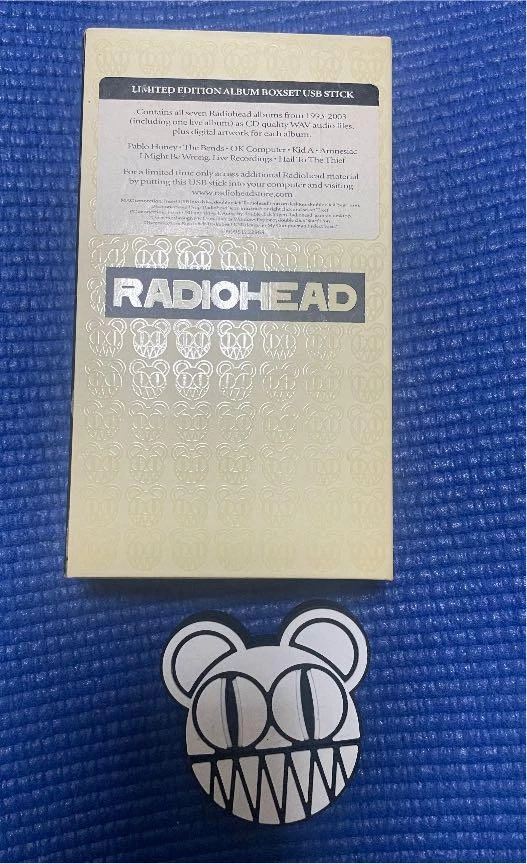 LIMITED EDITION ALBUM BOXSET USB STICK
Contains all seven Radiohead albums from 1993-2003
(including one live album) as CD quality WAV audio files,
plus digital artwork for each album.
Pablo Honey • The Bends • OK Computer • Kid A • Amnesiac
I Might Be Wrong, Live Recordings • Hail To The Thief
For a limited time only access additional Radiohead material
by putting this USB stick into your computer and visiting
www.radioheadstore.com
RADIOHEAD